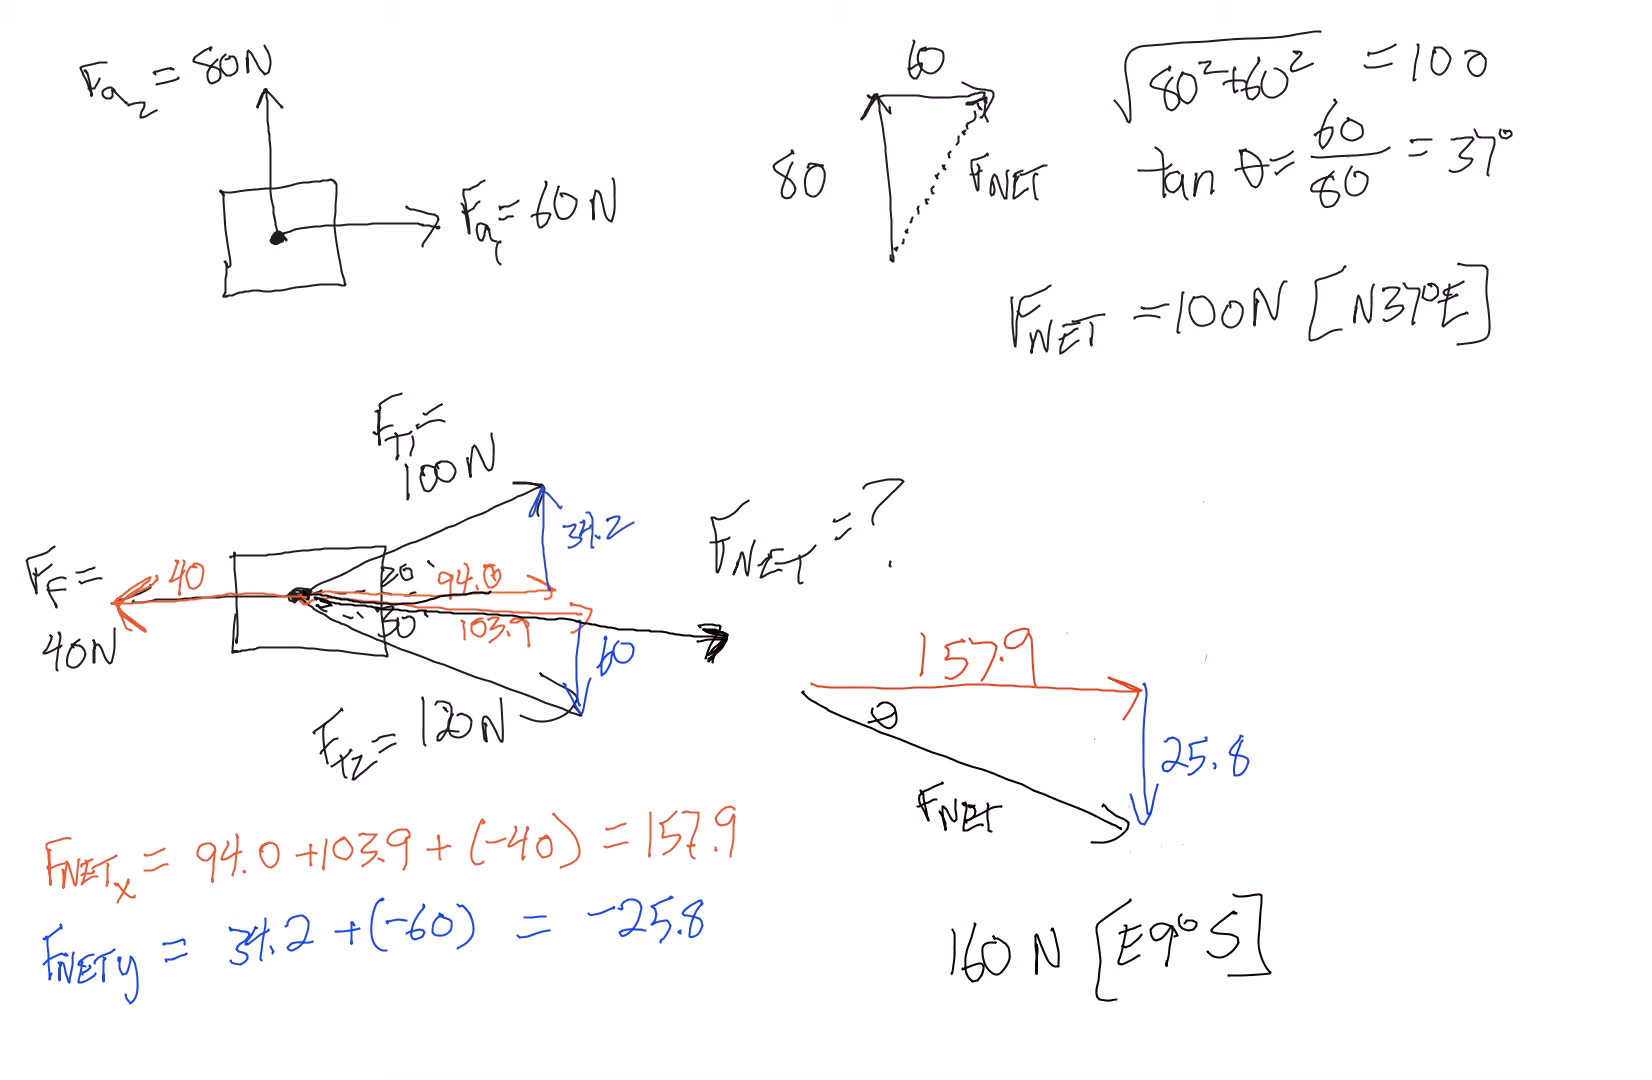 Fa₂ = 80N
Fa₁ = 60N
60
80
FNET
√80²+60² = 100
tan θ = 60/80 = 37°
FNET = 100N [N37°E]
FT₁ =
100N
34.2
FF =
40N
40
20°
94.0
30°
103.9
60
FT2 = 120N
FNET = ?
157.9
θ
25.8
FNET
FNETx = 94.0 + 103.9 + (-40) = 157.9
FNETy = 34.2 + (-60) = -25.8
160 N [E9°S]